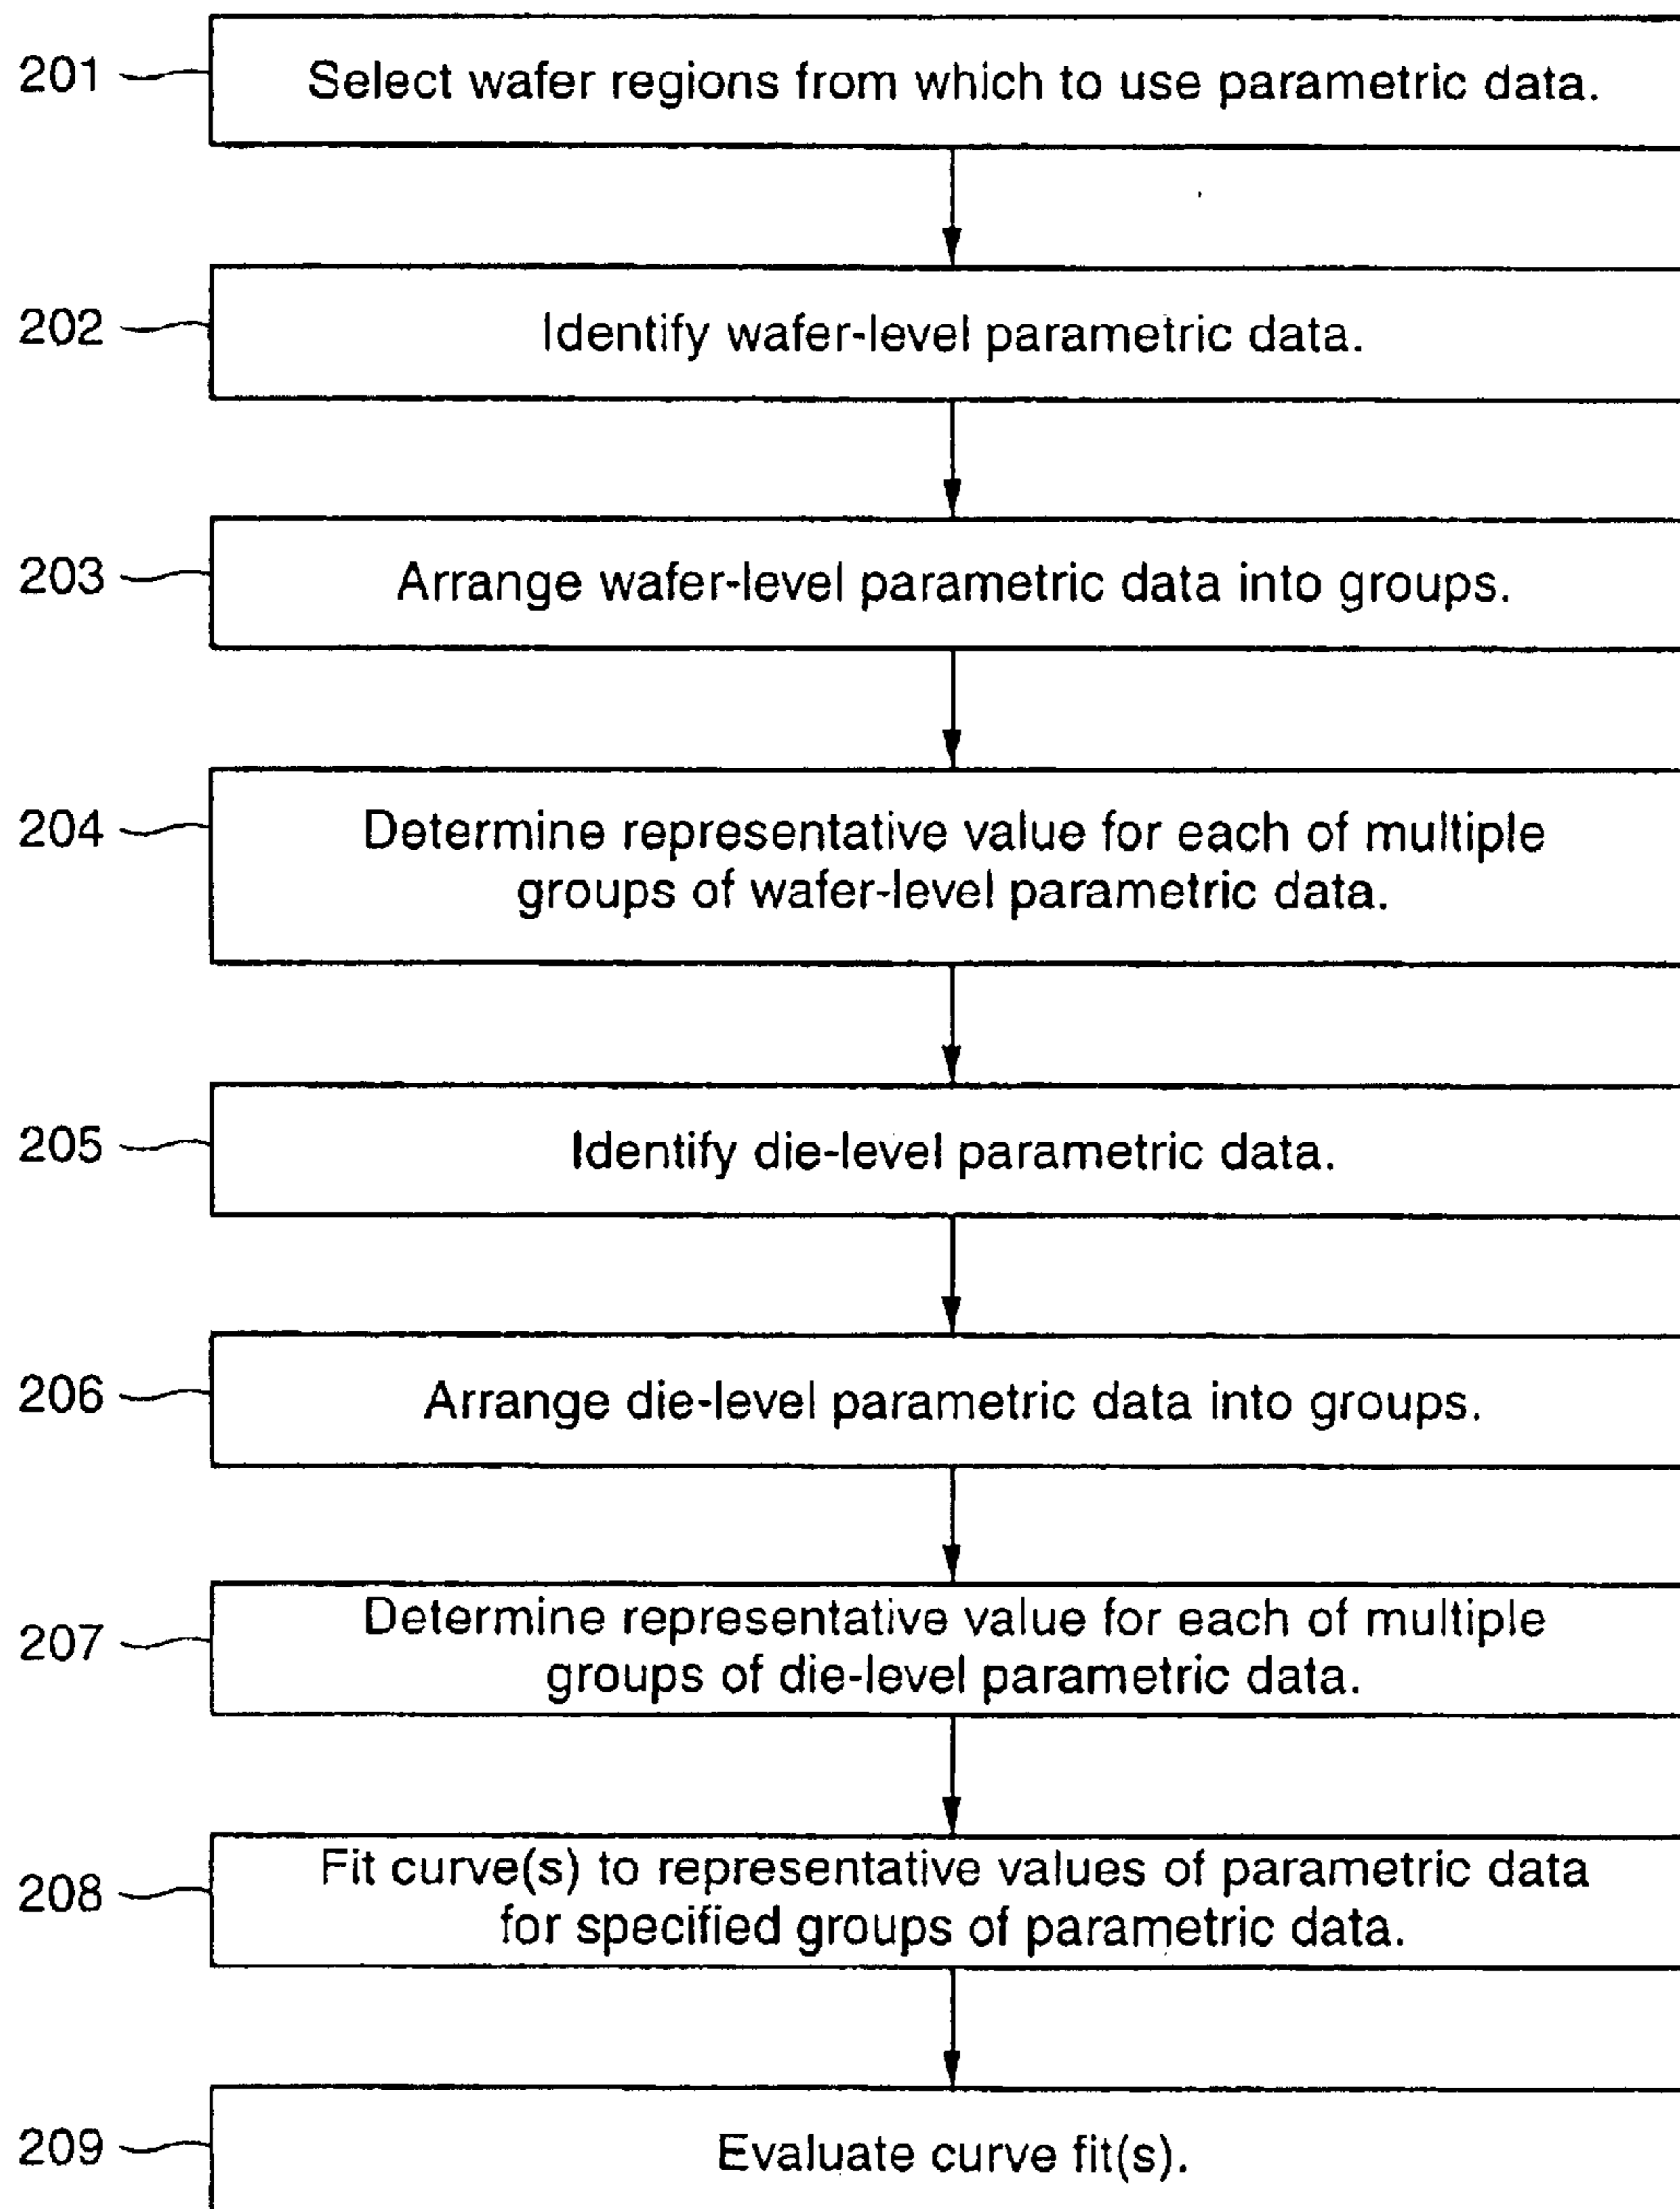 201 Select wafer regions from which to use parametric data.
202 Identify wafer-level parametric data.
203 Arrange wafer-level parametric data into groups.
204 Determine representative value for each of multiple
groups of wafer-level parametric data.
205 Identify die-level parametric data.
206 Arrange die-level parametric data into groups.
207 Determine representative value for each of multiple
groups of die-level parametric data.
208 Fit curve(s) to representative values of parametric data
for specified groups of parametric data.
209 Evaluate curve fit(s).